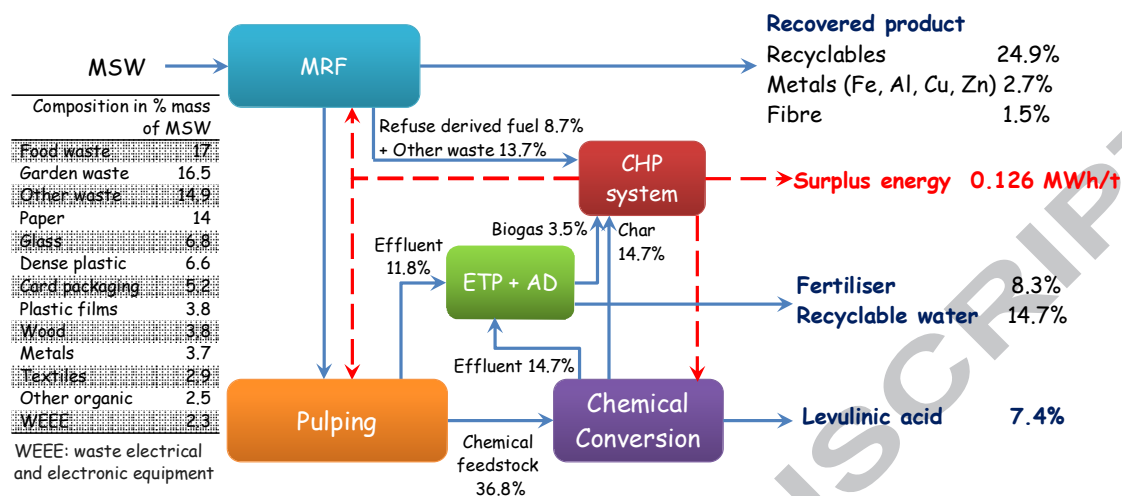 MSW
Composition in % mass
of MSW
Food waste 17
Garden waste 16.5
Other waste 14.9
Paper 14
Glass 6.8
Dense plastic 6.6
Card packaging 5.2
Plastic films 3.8
Wood 3.8
Metals 3.7
Textiles 2.9
Other organic 2.5
WEEE 2.3
WEEE: waste electrical
and electronic equipment
MRF
Refuse derived fuel 8.7%
+ Other waste 13.7%
CHP
system
Biogas 3.5%
Char
14.7%
Effluent
11.8%
ETP + AD
Effluent 14.7%
Pulping
Chemical
feedstock
36.8%
Chemical
Conversion
Recovered product
Recyclables 24.9%
Metals (Fe, Al, Cu, Zn) 2.7%
Fibre 1.5%
Surplus energy 0.126 MWh/t
Fertiliser 8.3%
Recyclable water 14.7%
Levulinic acid 7.4%